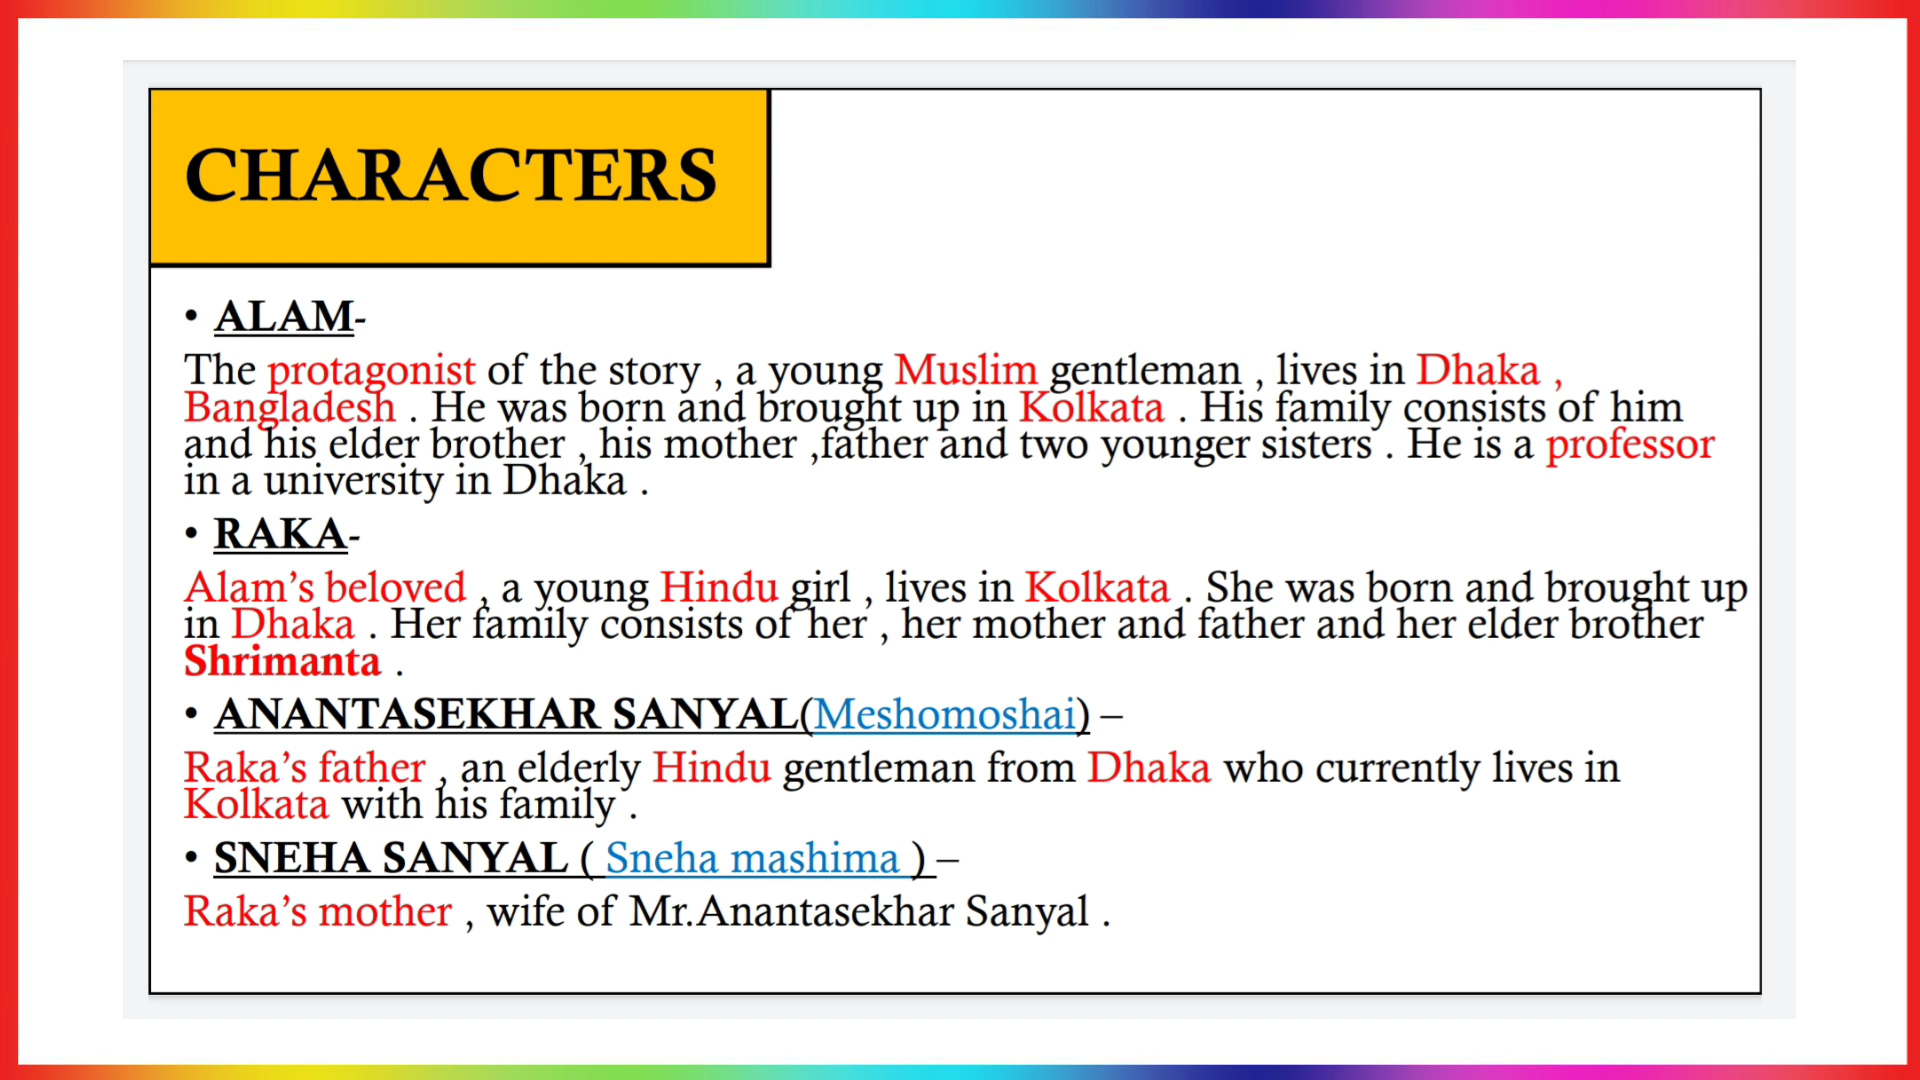 CHARACTERS
• ALAM-
The protagonist of the story , a young Muslim gentleman , lives in Dhaka ,
Bangladesh . He was born and brought up in Kolkata . His family consists of him
and his elder brother , his mother ,father and two younger sisters . He is a professor
in a university in Dhaka .
• RAKA-
Alam’s beloved , a young Hindu girl , lives in Kolkata . She was born and brought up
in Dhaka . Her family consists of her , her mother and father and her elder brother
Shrimanta .
• ANANTASEKHAR SANYAL(Meshomoshai) –
Raka’s father , an elderly Hindu gentleman from Dhaka who currently lives in
Kolkata with his family .
• SNEHA SANYAL ( Sneha mashima ) –
Raka’s mother , wife of Mr.Anantasekhar Sanyal .